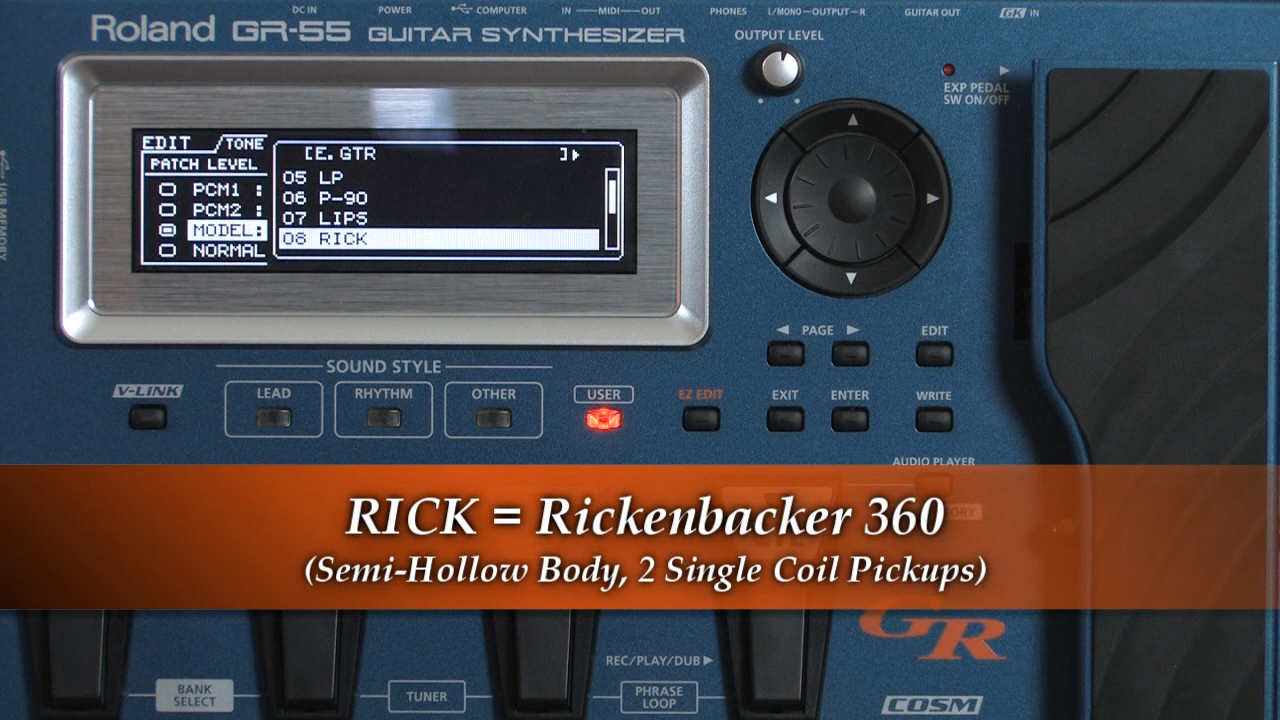 DC IN
POWER
COMPUTER
IN MIDI OUT
PHONES
L/MONO OUTPUT R
GUITAR OUT
GK IN
Roland GR-55 GUITAR SYNTHESIZER
OUTPUT LEVEL
EXP PEDAL
SW ON/OFF
USB MEMORY
EDIT
TONE
PATCH LEVEL
PCM1 :
PCM2 :
MODEL:
NORMAL
[E.GTR ]
05 LP
06 P-90
07 LIPS
08 RICK
PAGE
EDIT
SOUND STYLE
V-LINK
LEAD
RHYTHM
OTHER
USER
EZ EDIT
EXIT
ENTER
WRITE
AUDIO PLAYER
RICK = Rickenbacker 360
(Semi-Hollow Body, 2 Single Coil Pickups)
GR
REC/PLAY/DUB
BANK
SELECT
TUNER
PHRASE
LOOP
COSM